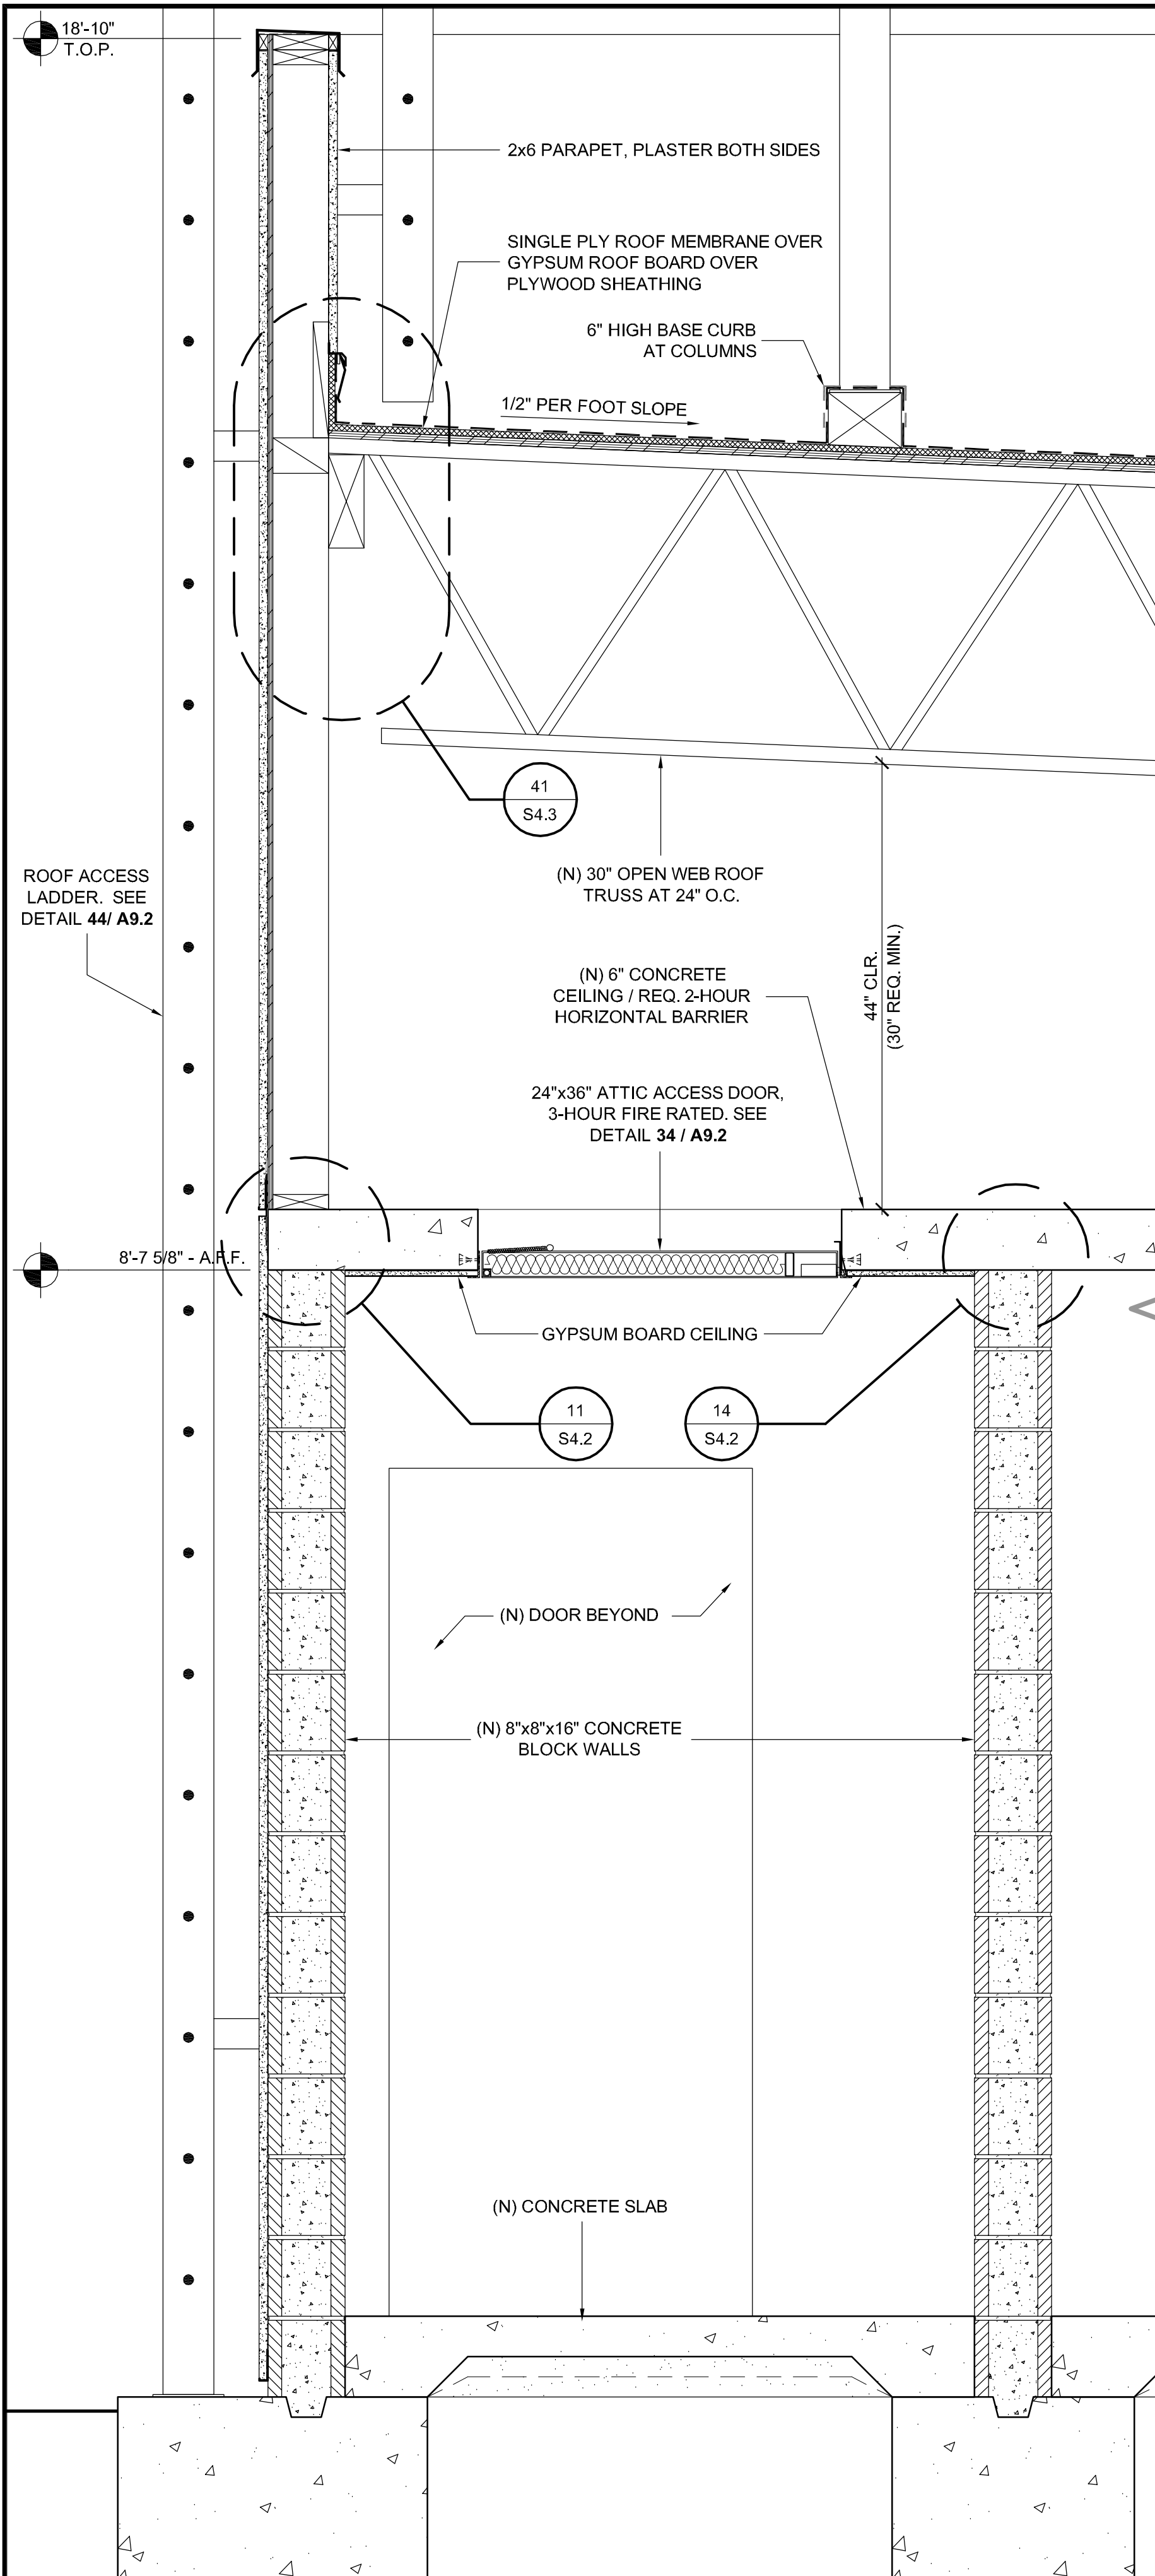 18'-10"
T.O.P.
2x6 PARAPET, PLASTER BOTH SIDES
SINGLE PLY ROOF MEMBRANE OVER
GYPSUM ROOF BOARD OVER
PLYWOOD SHEATHING
6" HIGH BASE CURB
AT COLUMNS
1/2" PER FOOT SLOPE
41
S4.3
ROOF ACCESS
LADDER. SEE
DETAIL 44/ A9.2
(N) 30" OPEN WEB ROOF
TRUSS AT 24" O.C.
44" CLR.
(30" REQ. MIN.)
(N) 6" CONCRETE
CEILING / REQ. 2-HOUR
HORIZONTAL BARRIER
24"x36" ATTIC ACCESS DOOR,
3-HOUR FIRE RATED. SEE
DETAIL 34 / A9.2
8'-7 5/8" - A.F.F.
GYPSUM BOARD CEILING
11
S4.2
14
S4.2
(N) DOOR BEYOND
(N) 8"x8"x16" CONCRETE
BLOCK WALLS
(N) CONCRETE SLAB